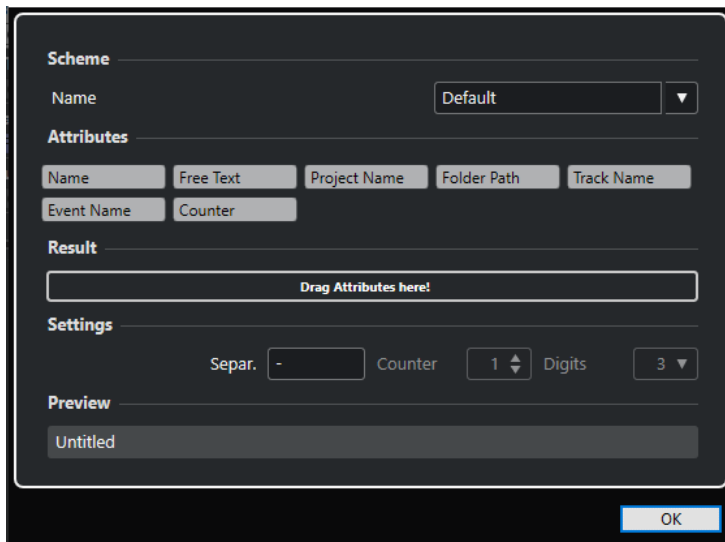 Scheme
Name Default ▼
Attributes
Name Free Text Project Name Folder Path Track Name
Event Name Counter
Result
Drag Attributes here!
Settings
Separ. - Counter 1 Digits 3 ▼
Preview
Untitled
OK